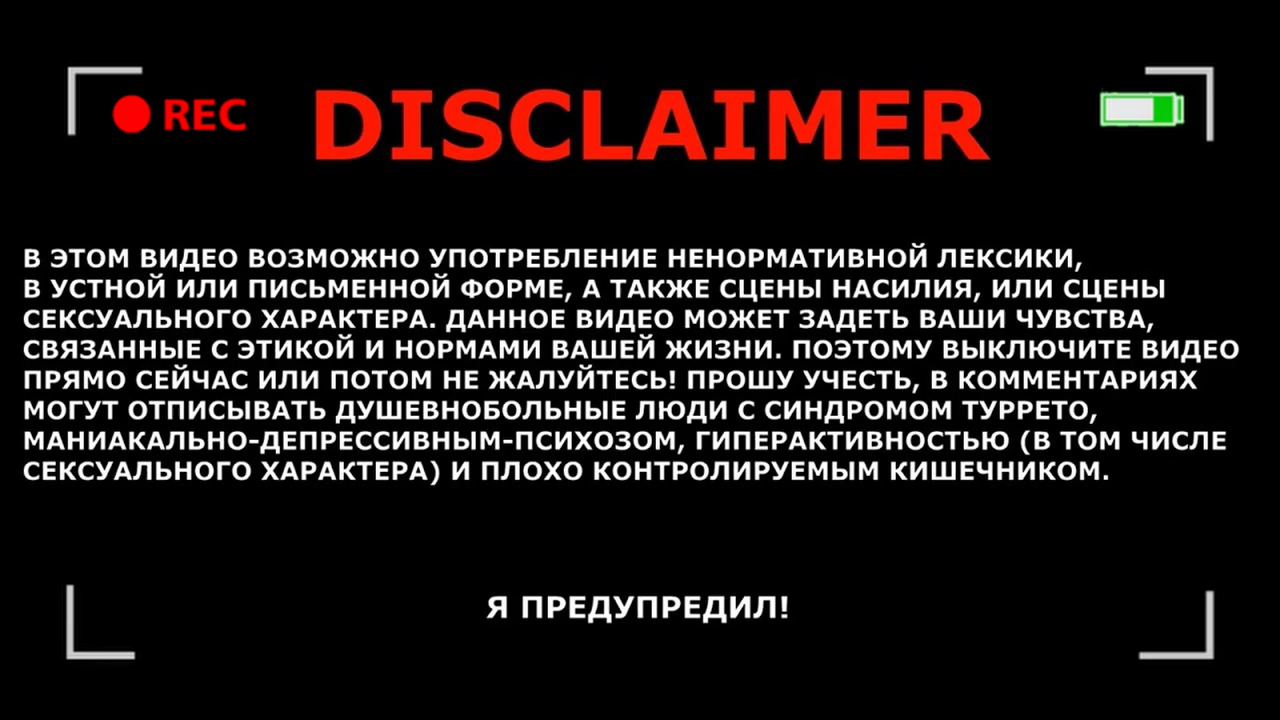 REC
DISCLAIMER
В ЭТОМ ВИДЕО ВОЗМОЖНО УПОТРЕБЛЕНИЕ НЕНОРМАТИВНОЙ ЛЕКСИКИ,
В УСТНОЙ ИЛИ ПИСЬМЕННОЙ ФОРМЕ, А ТАКЖЕ СЦЕНЫ НАСИЛИЯ, ИЛИ СЦЕНЫ
СЕКСУАЛЬНОГО ХАРАКТЕРА. ДАННОЕ ВИДЕО МОЖЕТ ЗАДЕТЬ ВАШИ ЧУВСТВА,
СВЯЗАННЫЕ С ЭТИКОЙ И НОРМАМИ ВАШЕЙ ЖИЗНИ. ПОЭТОМУ ВЫКЛЮЧИТЕ ВИДЕО
ПРЯМО СЕЙЧАС ИЛИ ПОТОМ НЕ ЖАЛУЙТЕСЬ! ПРОШУ УЧЕСТЬ, В КОММЕНТАРИЯХ
МОГУТ ОТПИСЫВАТЬ ДУШЕВНОБОЛЬНЫЕ ЛЮДИ С СИНДРОМОМ ТУРРЕТО,
МАНИАКАЛЬНО-ДЕПРЕССИВНЫМ-ПСИХОЗОМ, ГИПЕРАКТИВНОСТЬЮ (В ТОМ ЧИСЛЕ
СЕКСУАЛЬНОГО ХАРАКТЕРА) И ПЛОХО КОНТРОЛИРУЕМЫМ КИШЕЧНИКОМ.
Я ПРЕДУПРЕДИЛ!